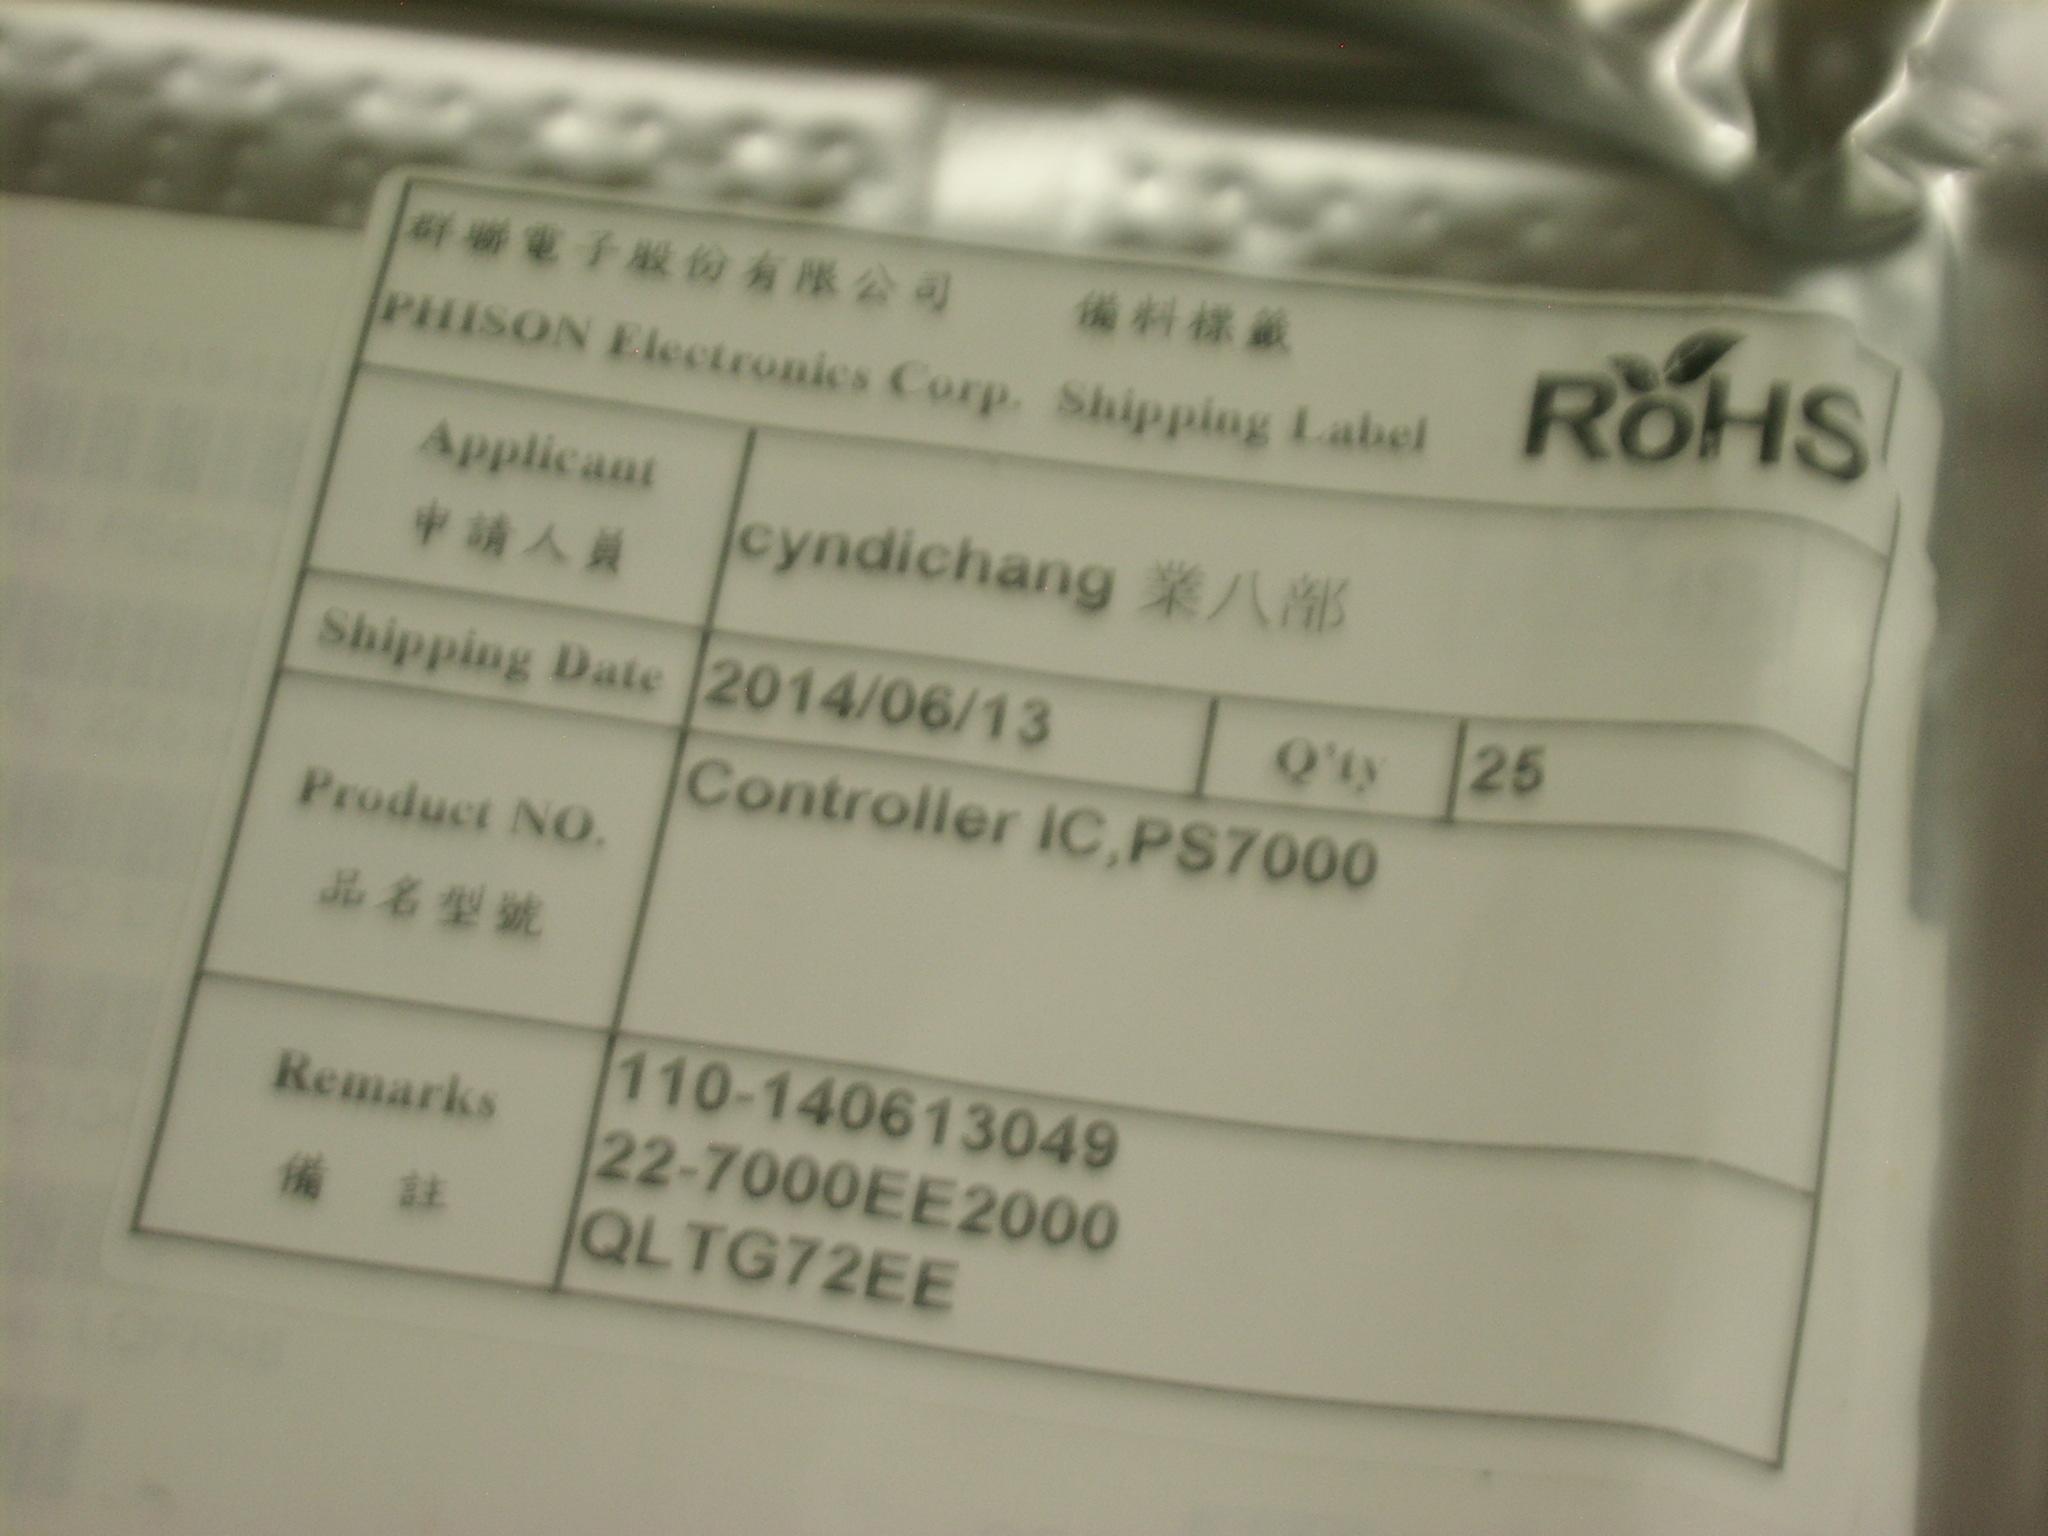 群聯電子股份有限公司 備料標籤
PHISON Electronics Corp. Shipping Label
RoHS
Applicant
申請人員
cyndichang 業八部
Shipping Date
2014/06/13
Q'ty
25
Product NO.
品名型號
Controller IC,PS7000
Remarks
備 註
110-140613049
22-7000EE2000
QLTG72EE